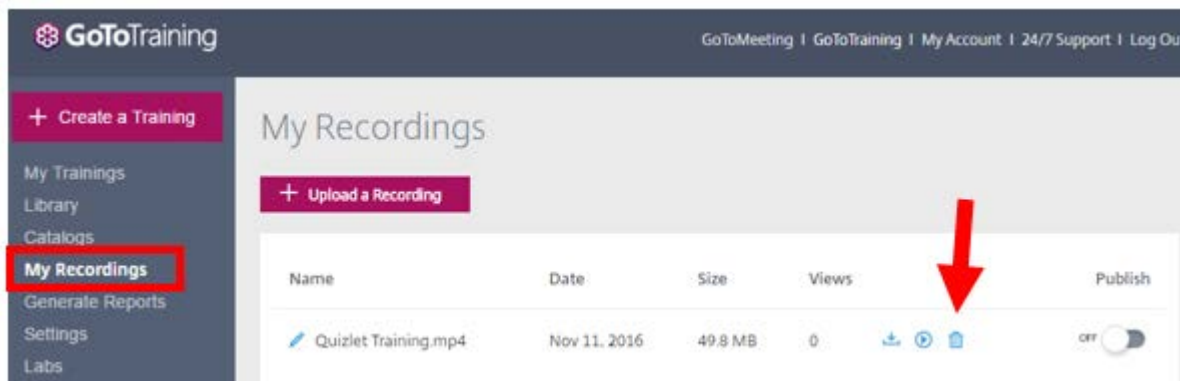 GoToTraining
GoToMeeting | GoToTraining | My Account | 24/7 Support | Log Ou
+ Create a Training
My Trainings
Library
Catalogs
My Recordings
Generate Reports
Settings
Labs
My Recordings
+ Upload a Recording
Name Date Size Views Publish
Quizlet Training.mp4 Nov 11, 2016 49.8 MB 0 OFF